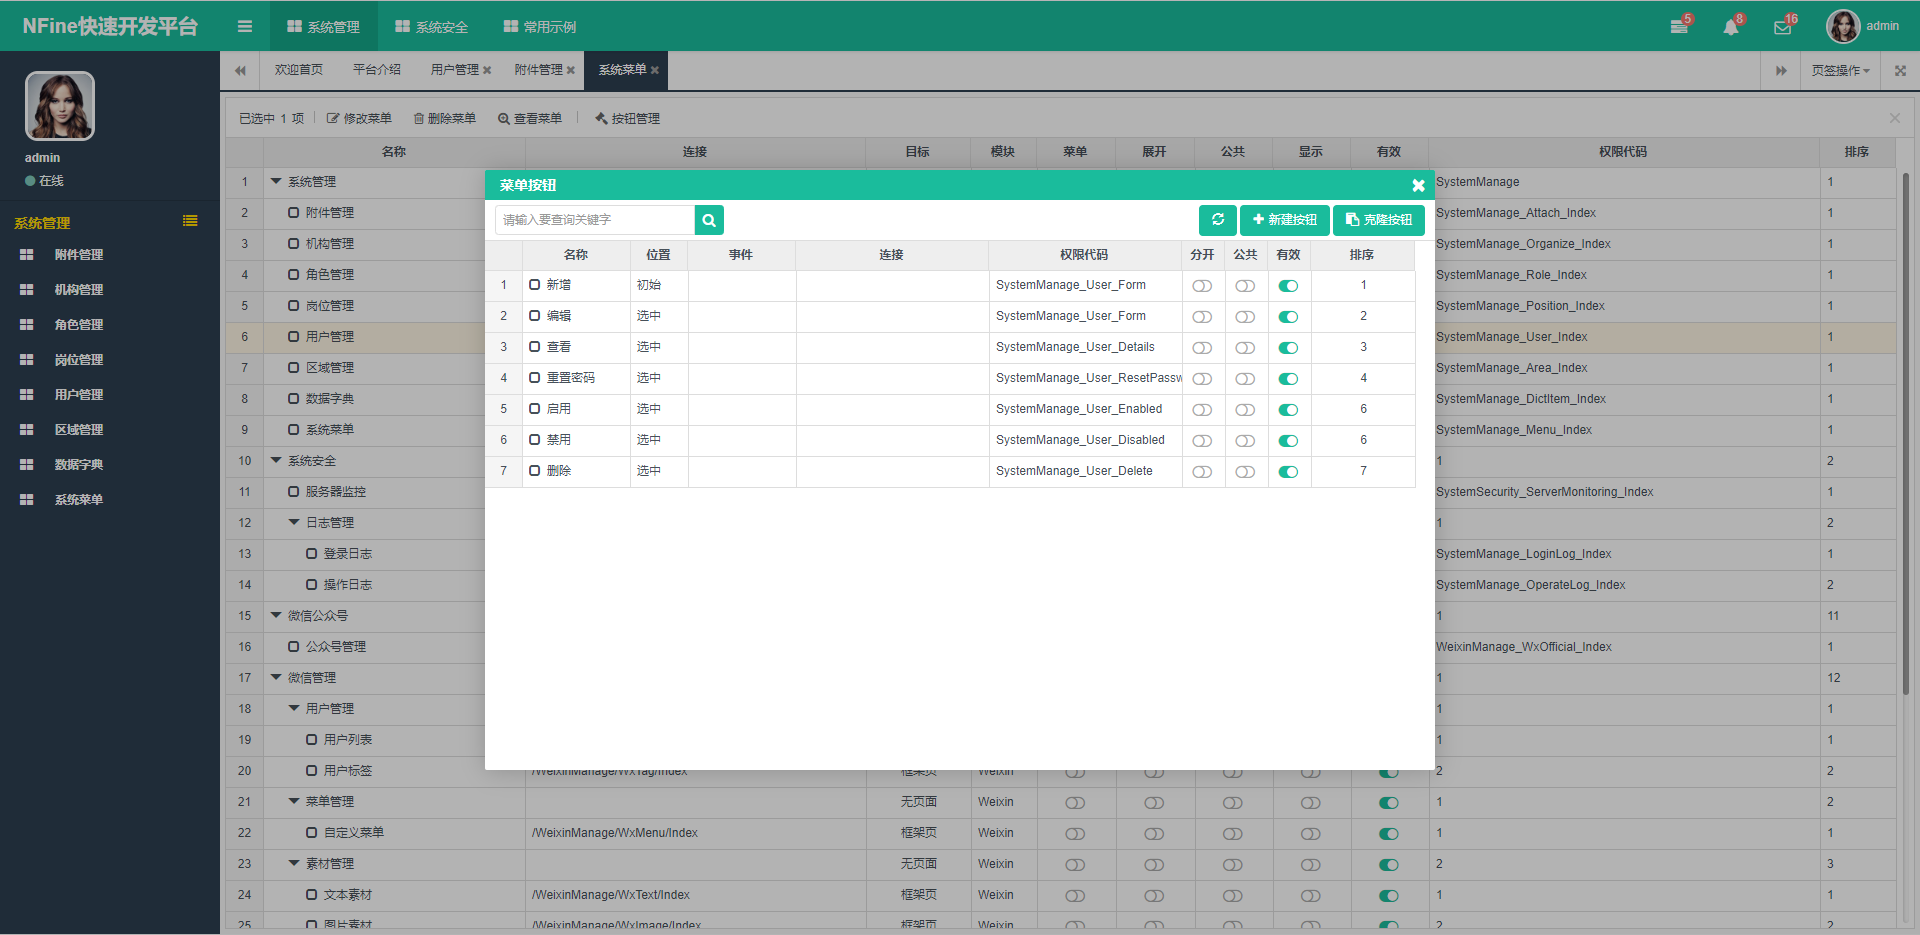 NFine快速开发平台
系统管理
系统安全
常用示例
5
8
16
admin
欢迎首页
平台介绍
用户管理
附件管理
系统菜单
页签操作
admin
在线
系统管理
附件管理
机构管理
角色管理
岗位管理
用户管理
区域管理
数据字典
系统菜单
已选中 1 项
修改菜单
删除菜单
查看菜单
按钮管理
名称 连接 目标 模块 菜单 展开 公共 显示 有效 权限代码 排序
1 系统管理 SystemManage 1
2 附件管理 SystemManage_Attach_Index 1
3 机构管理 SystemManage_Organize_Index 1
4 角色管理 SystemManage_Role_Index 1
5 岗位管理 SystemManage_Position_Index 1
6 用户管理 SystemManage_User_Index 1
7 区域管理 SystemManage_Area_Index 1
8 数据字典 SystemManage_DictItem_Index 1
9 系统菜单 SystemManage_Menu_Index 1
10 系统安全 1 2
11 服务器监控 SystemSecurity_ServerMonitoring_Index 1
12 日志管理 1 2
13 登录日志 SystemManage_LoginLog_Index 1
14 操作日志 SystemManage_OperateLog_Index 2
15 微信公众号 1 11
16 公众号管理 WeixinManage_WxOfficial_Index 1
17 微信管理 1 12
18 用户管理 1 1
19 用户列表 1 1
20 用户标签 /WeixinManage/WxTag/Index 框架页 Weixin 2 2
21 菜单管理 无页面 Weixin 1 2
22 自定义菜单 /WeixinManage/WxMenu/Index 框架页 Weixin 1 1
23 素材管理 无页面 Weixin 2 3
24 文本素材 /WeixinManage/WxText/Index 框架页 Weixin 1 1
25 图片素材 /WeixinManage/WxImage/Index 框架页 Weixin 2 2
菜单按钮
请输入要查询关键字
新建按钮
克隆按钮
名称 位置 事件 连接 权限代码 分开 公共 有效 排序
1 新增 初始 SystemManage_User_Form 1
2 编辑 选中 SystemManage_User_Form 2
3 查看 选中 SystemManage_User_Details 3
4 重置密码 选中 SystemManage_User_ResetPassw 4
5 启用 选中 SystemManage_User_Enabled 6
6 禁用 选中 SystemManage_User_Disabled 6
7 删除 选中 SystemManage_User_Delete 7